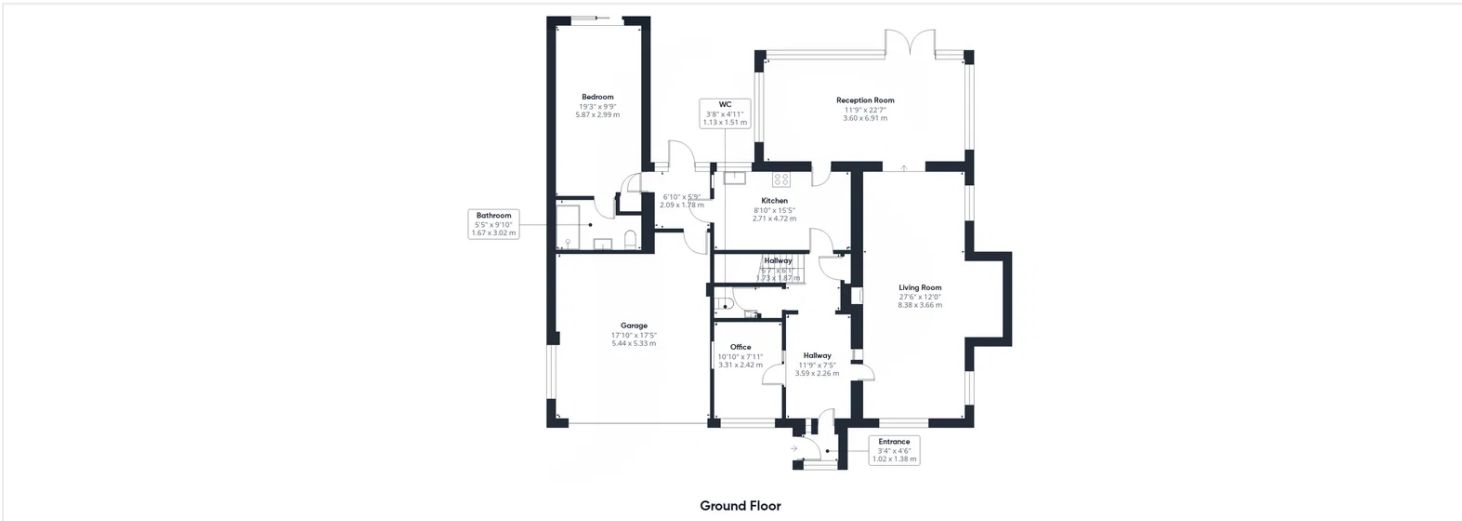 Bedroom
19'3" x 9'9"
5.87 x 2.99 m
WC
3'8" x 4'11"
1.13 x 1.51 m
Reception Room
11'9" x 22'7"
3.60 x 6.91 m
6'10" x 5'9"
2.09 x 1.78 m
Kitchen
8'10" x 15'5"
2.71 x 4.72 m
Bathroom
5'5" x 9'10"
1.67 x 3.02 m
Hallway
5'7" x 6'1"
1.73 x 1.87 m
Living Room
27'6" x 12'0"
8.38 x 3.66 m
Garage
17'10" x 17'5"
5.44 x 5.33 m
Office
10'10" x 7'11"
3.31 x 2.42 m
Hallway
11'9" x 7'5"
3.59 x 2.26 m
Entrance
3'4" x 4'6"
1.02 x 1.38 m
Ground Floor